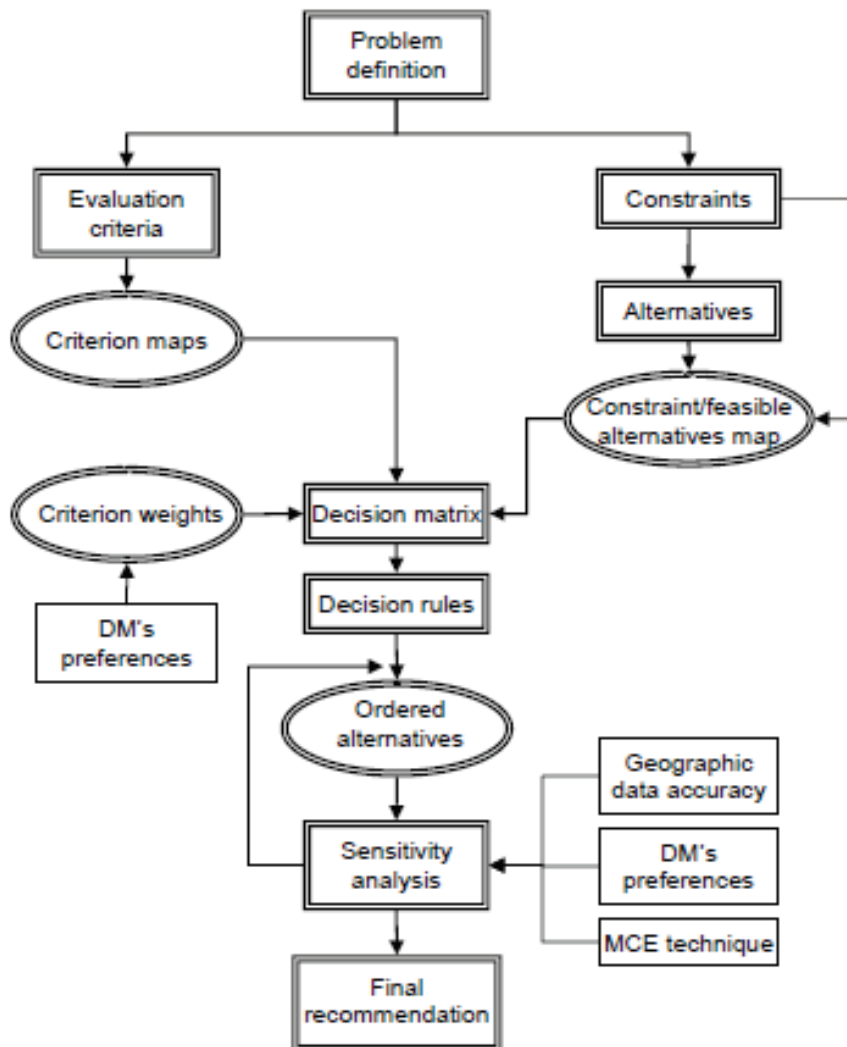 Problem
definition
Evaluation
criteria
Constraints
Alternatives
Criterion maps
Constraint/feasible
alternatives map
Criterion weights
Decision matrix
Decision rules
DM's
preferences
Ordered
alternatives
Geographic
data accuracy
Sensitivity
analysis
DM's
preferences
MCE technique
Final
recommendation